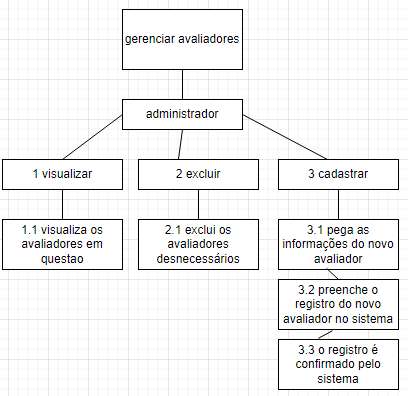 gerenciar avaliadores
administrador
1 visualizar
2 excluir
3 cadastrar
1.1 visualiza os
avaliadores em
questao
2.1 exclui os
avaliadores
desnecessários
3.1 pega as
informações do novo
avaliador
3.2 preenche o
registro do novo
avaliador no sistema
3.3 o registro é
confirmado pelo
sistema